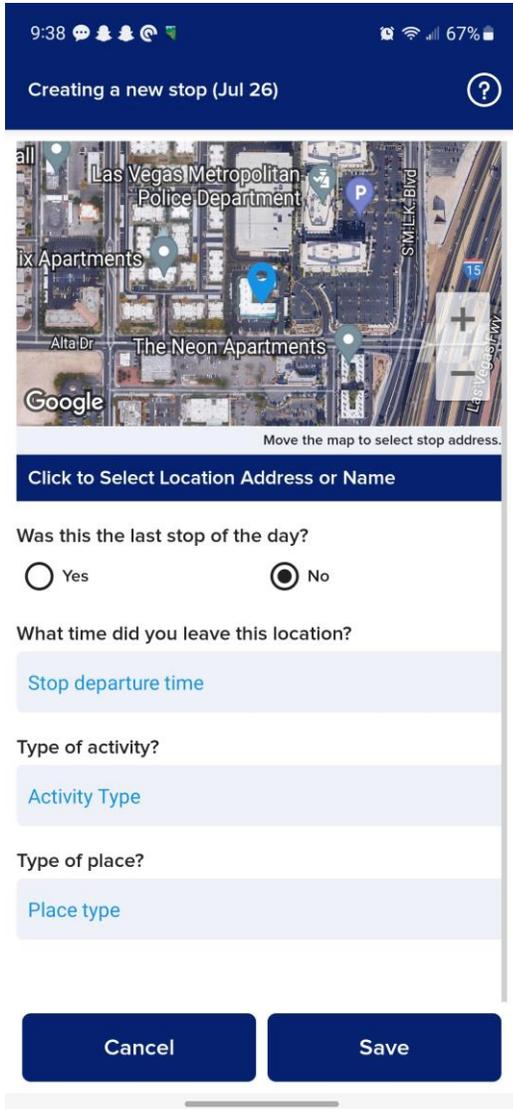 9:38
67%
Creating a new stop (Jul 26)
?
all
Las Vegas Metropolitan
Police Department
P
S M.L.K. Blvd
ix Apartments
15
+
Alta Dr
The Neon Apartments
−
Las Vegas Fwy
Google
Move the map to select stop address.
Click to Select Location Address or Name
Was this the last stop of the day?
Yes
No
What time did you leave this location?
Stop departure time
Type of activity?
Activity Type
Type of place?
Place type
Cancel
Save